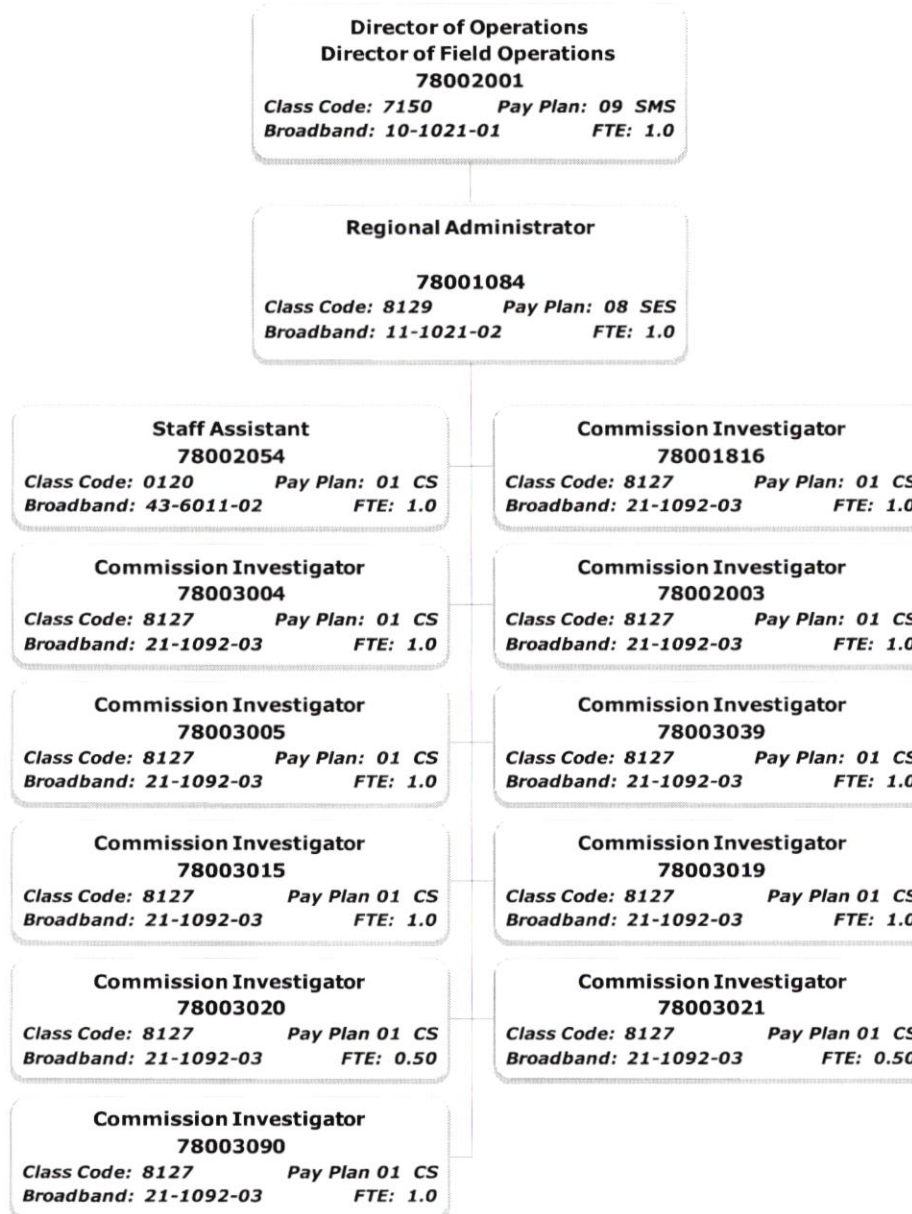 Director of Operations
Director of Field Operations
78002001
Class Code: 7150 Pay Plan: 09 SMS
Broadband: 10-1021-01 FTE: 1.0
Regional Administrator
78001084
Class Code: 8129 Pay Plan: 08 SES
Broadband: 11-1021-02 FTE: 1.0
Staff Assistant
78002054
Class Code: 0120 Pay Plan: 01 CS
Broadband: 43-6011-02 FTE: 1.0
Commission Investigator
78001816
Class Code: 8127 Pay Plan: 01 CS
Broadband: 21-1092-03 FTE: 1.0
Commission Investigator
78003004
Class Code: 8127 Pay Plan: 01 CS
Broadband: 21-1092-03 FTE: 1.0
Commission Investigator
78002003
Class Code: 8127 Pay Plan: 01 CS
Broadband: 21-1092-03 FTE: 1.0
Commission Investigator
78003005
Class Code: 8127 Pay Plan: 01 CS
Broadband: 21-1092-03 FTE: 1.0
Commission Investigator
78003039
Class Code: 8127 Pay Plan: 01 CS
Broadband: 21-1092-03 FTE: 1.0
Commission Investigator
78003015
Class Code: 8127 Pay Plan 01 CS
Broadband: 21-1092-03 FTE: 1.0
Commission Investigator
78003019
Class Code: 8127 Pay Plan 01 CS
Broadband: 21-1092-03 FTE: 1.0
Commission Investigator
78003020
Class Code: 8127 Pay Plan 01 CS
Broadband: 21-1092-03 FTE: 0.50
Commission Investigator
78003021
Class Code: 8127 Pay Plan 01 CS
Broadband: 21-1092-03 FTE: 0.50
Commission Investigator
78003090
Class Code: 8127 Pay Plan 01 CS
Broadband: 21-1092-03 FTE: 1.0